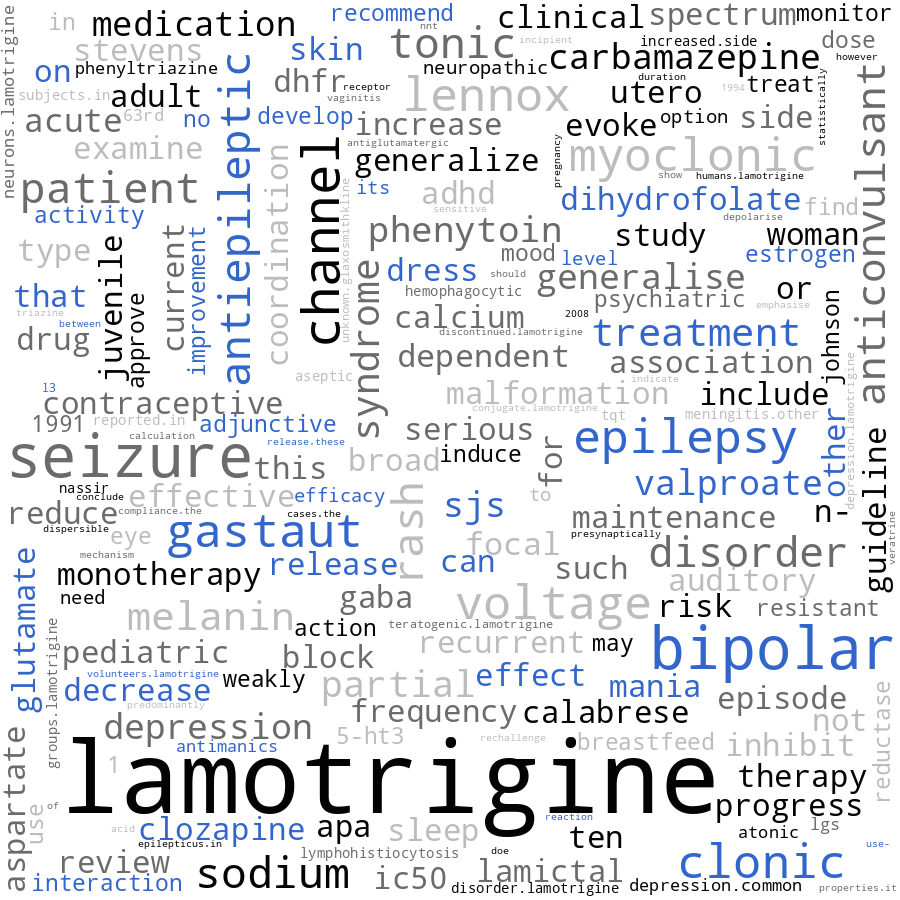 in
medication
recommend
nnt
clinical
spectrum
monitor
neurons.lamotrigine
stevens
skin
tonic
incipient
increased.side
dose
on
phenyltriazine
neuropathic
carbamazepine
however
subjects.in
adult
antiepileptic
dhfr
receptor
vaginitis
lennox
duration
utero
1994
treat
statistically
anticonvulsant
acute
63rd
no
develop
increase
evoke
option
side
examine
coordination
channel
antiglutamatergic
generalize
pregnancy
myoclonic
show
humans.lamotrigine
patient
its
adhd
sensitive
dihydrofolate
find
activity
unknown.glaxosmithkline
phenytoin
depolarise
type
juvenile
current
improvement
mood
study
woman
level
estrogen
that
approve
syndrome
dress
should
generalise
or
triazine
between
hemophagocytic
psychiatric
emphasise
drug
calcium
discontinued.lamotrigine
2008
treatment
johnson
dependent
association
aseptic
13
contraceptive
malformation
indicate
include
depression.lamotrigine
1991
reported.in
adjunctive
conjugate.lamotrigine
tqt
meningitis.other
other
calculation
release.these
serious
for
epilepsy
guideline
seizure
this
broad
induce
nassir
conclude
effective
efficacy
rash
sjs
to
valproate
reduce
compliance.the
cases.the
maintenance
n-
veratrine
dispersible
eye
gastaut
focal
presynaptically
mechanism
glutamate
monotherapy
release
can
such
disorder
auditory
need
gaba
voltage
risk
resistant
melanin
action
teratogenic.lamotrigine
groups.lamotrigine
pediatric
block
recurrent
may
bipolar
volunteers.lamotrigine
weakly
partial
effect
decrease
mania
episode
reductase
predominantly
frequency
calabrese
not
aspartate
depression
5-ht3
antimanics
rechallenge
breastfeed
inhibit
1
lamotrigine
therapy
use
of
progress
acid
clozapine
apa
sleep
reaction
ten
atonic
lgs
epilepticus.in
use-
review
lymphohistiocytosis
doe
clonic
interaction
sodium
ic50
lamictal
disorder.lamotrigine
depression.common
properties.it